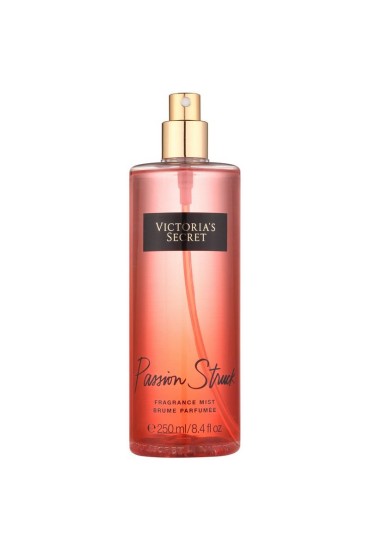 VICTORIA'S
SECRET
Passion Struck
FRAGRANCE MIST
BRUME PARFUMÉE
℮ 250 ml/8.4 fl oz